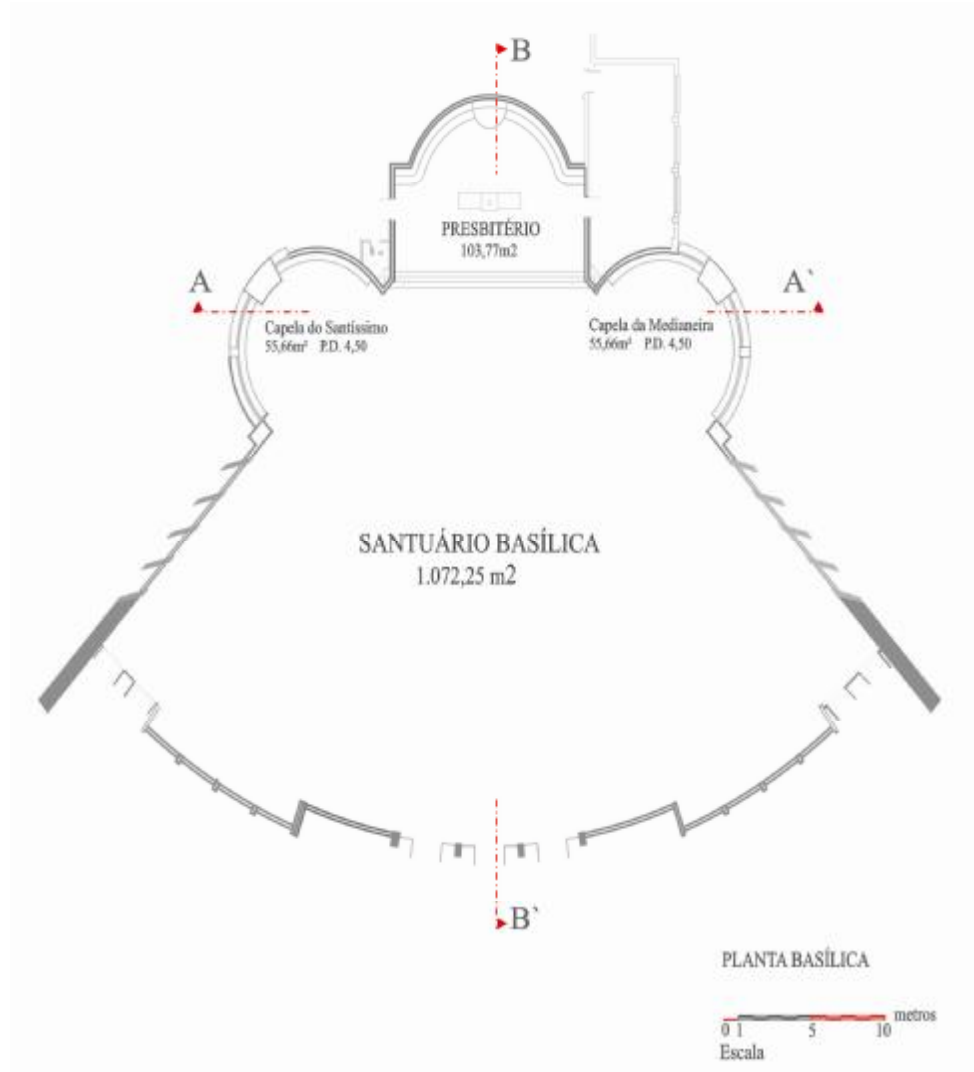 B
PRESBITÉRIO
103,77m2
A
A`
Capela do Santíssimo
55,66m² P.D. 4,50
Capela da Medianeira
55,66m² P.D. 4,50
SANTUÁRIO BASÍLICA
1.072,25 m2
B`
PLANTA BASÍLICA
metros
0 1 5 10
Escala